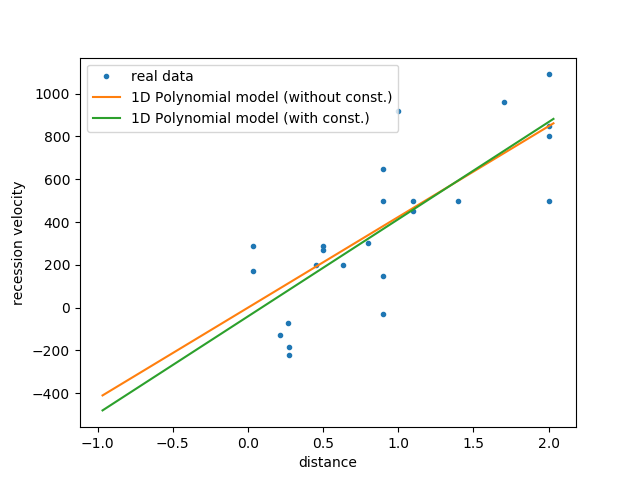 real data
1D Polynomial model (without const.)
1D Polynomial model (with const.)
1000
800
600
400
200
0
−200
−400
recession velocity
−1.0 −0.5 0.0 0.5 1.0 1.5 2.0
distance